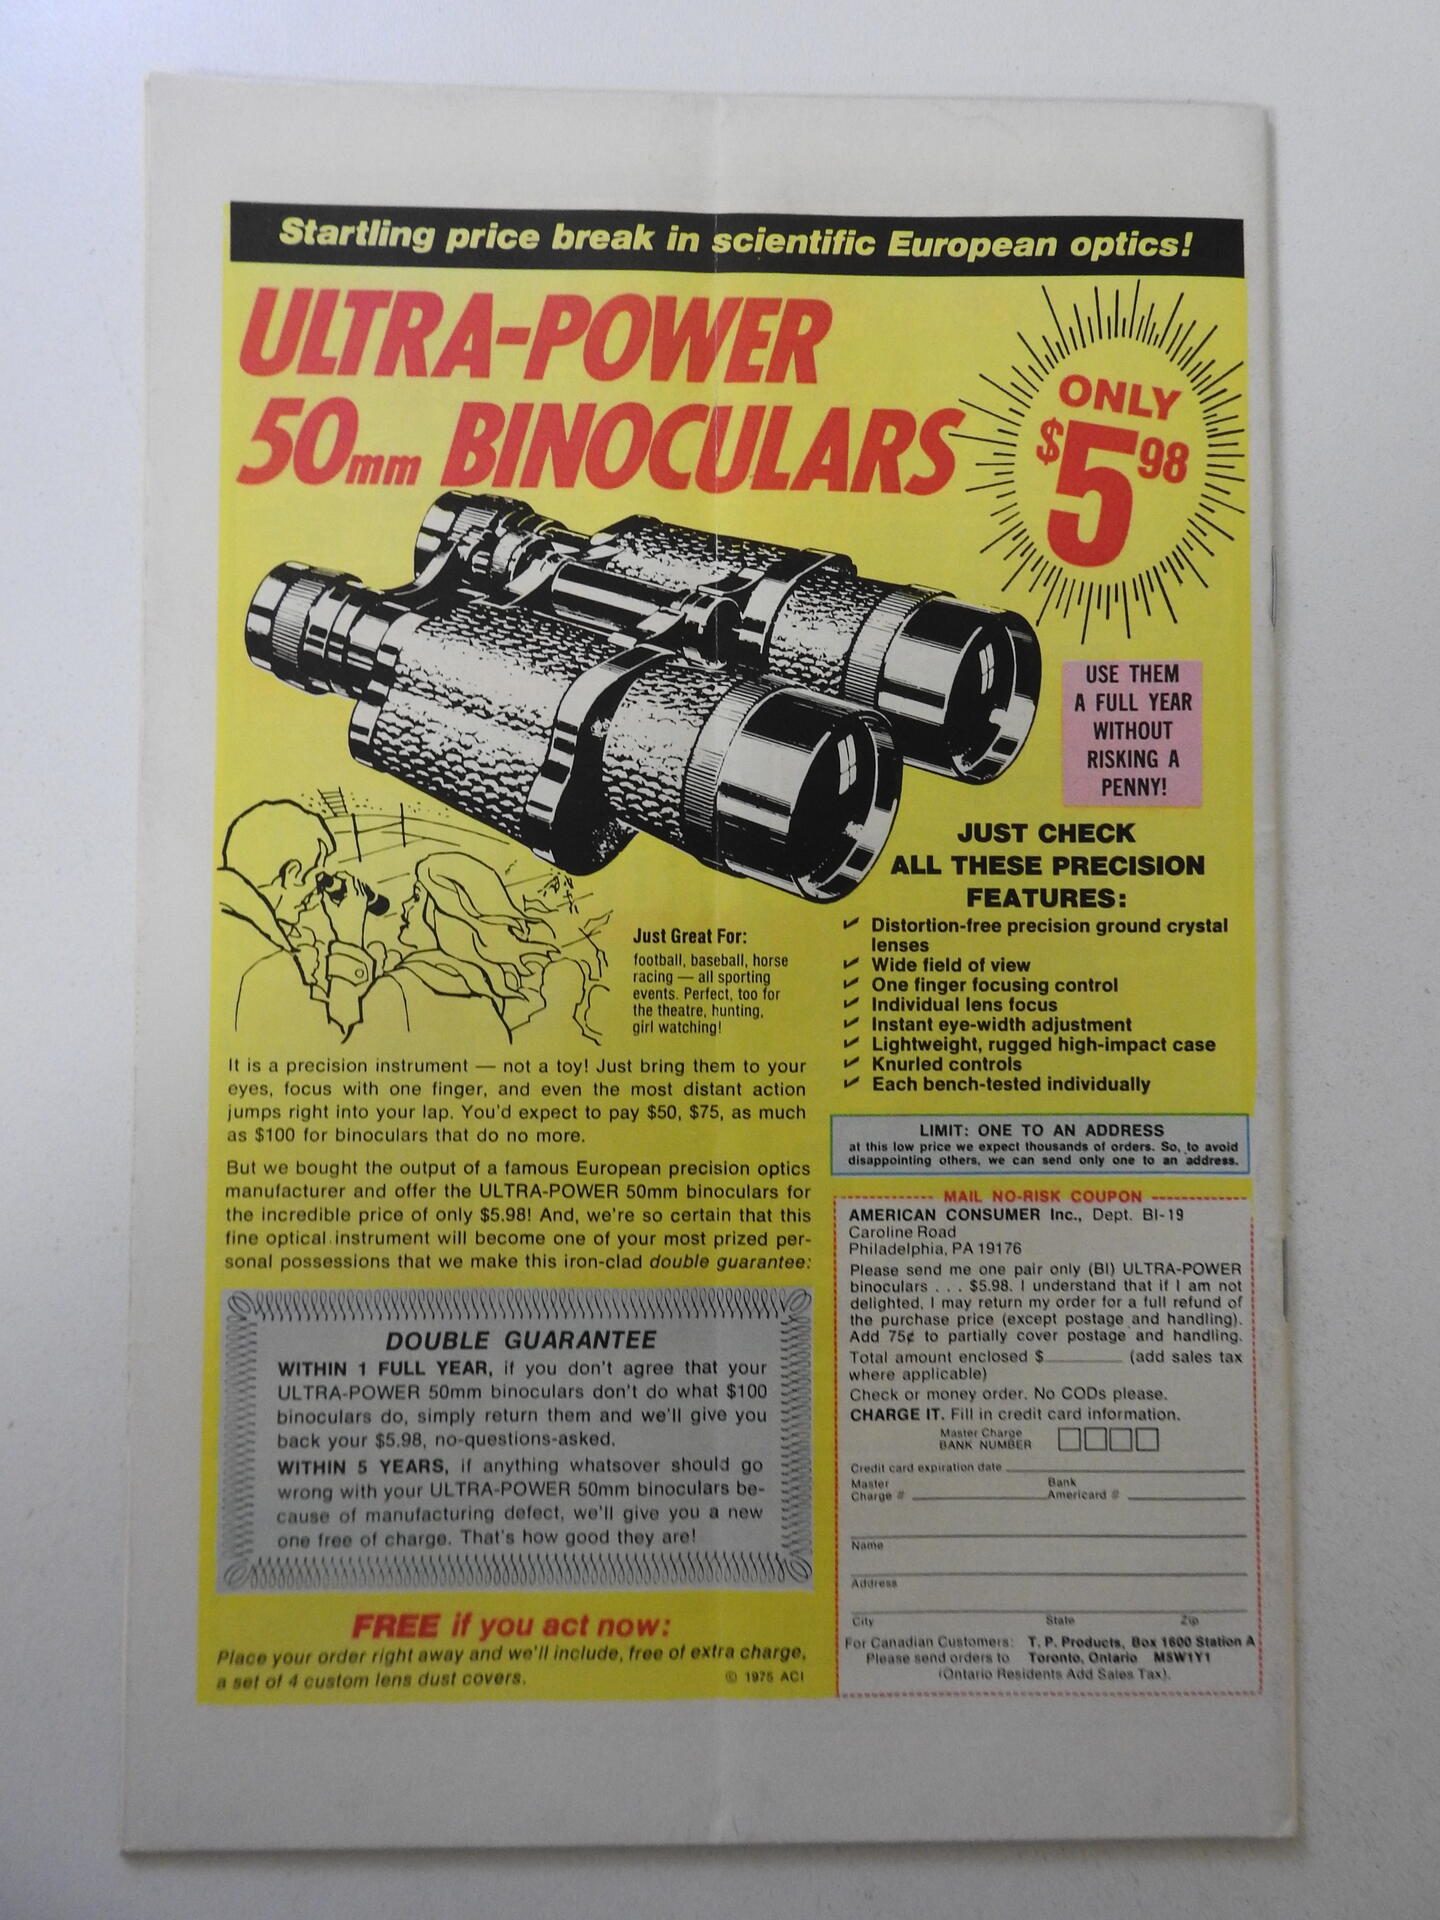 Startling price break in scientific European optics!
ULTRA-POWER
50mm BINOCULARS
ONLY
$5.98
USE THEM
A FULL YEAR
WITHOUT
RISKING A
PENNY!
JUST CHECK
ALL THESE PRECISION
FEATURES:
✓ Distortion-free precision ground crystal
lenses
✓ Wide field of view
✓ One finger focusing control
✓ Individual lens focus
✓ Instant eye-width adjustment
✓ Lightweight, rugged high-impact case
✓ Knurled controls
✓ Each bench-tested individually
Just Great For:
football, baseball, horse
racing — all sporting
events. Perfect, too for
the theatre, hunting,
girl watching!
It is a precision instrument — not a toy! Just bring them to your
eyes, focus with one finger, and even the most distant action
jumps right into your lap. You'd expect to pay $50, $75, as much
as $100 for binoculars that do no more.
But we bought the output of a famous European precision optics
manufacturer and offer the ULTRA-POWER 50mm binoculars for
the incredible price of only $5.98! And, we're so certain that this
fine optical instrument will become one of your most prized per-
sonal possessions that we make this iron-clad double guarantee:
DOUBLE GUARANTEE
WITHIN 1 FULL YEAR, if you don't agree that your
ULTRA-POWER 50mm binoculars don't do what $100
binoculars do, simply return them and we'll give you
back your $5.98, no-questions-asked.
WITHIN 5 YEARS, if anything whatsover should go
wrong with your ULTRA-POWER 50mm binoculars be-
cause of manufacturing defect, we'll give you a new
one free of charge. That's how good they are!
FREE if you act now:
Place your order right away and we'll include, free of extra charge,
a set of 4 custom lens dust covers.
© 1975 ACI
LIMIT: ONE TO AN ADDRESS
at this low price we expect thousands of orders. So, to avoid
disappointing others, we can send only one to an address.
MAIL NO-RISK COUPON
AMERICAN CONSUMER Inc., Dept. BI-19
Caroline Road
Philadelphia, PA 19176
Please send me one pair only (BI) ULTRA-POWER
binoculars . . . $5.98. I understand that if I am not
delighted, I may return my order for a full refund of
the purchase price (except postage and handling).
Add 75¢ to partially cover postage and handling.
Total amount enclosed $________ (add sales tax
where applicable)
Check or money order. No CODs please.
CHARGE IT. Fill in credit card information.
Master Charge
BANK NUMBER
Credit card expiration date
Master Bank
Charge # Americard #
Name
Address
City State Zip
For Canadian Customers: T. P. Products, Box 1600 Station A
Please send orders to Toronto, Ontario M5W1Y1
(Ontario Residents Add Sales Tax).